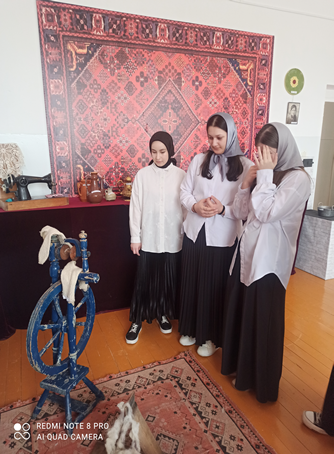 REDMI NOTE 8 PRO
AI QUAD CAMERA